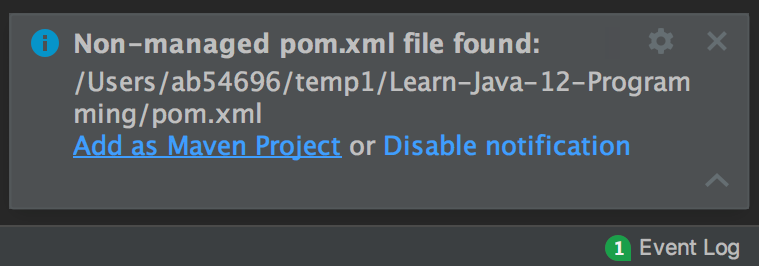 Non-managed pom.xml file found:
/Users/ab54696/temp1/Learn-Java-12-Program
ming/pom.xml
Add as Maven Project or Disable notification
1 Event Log